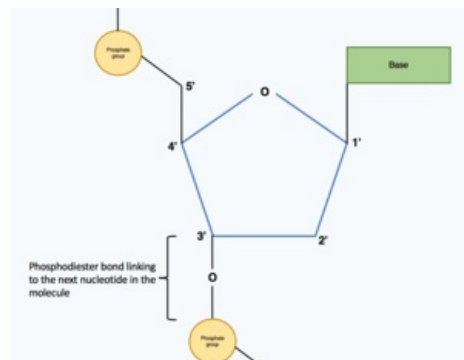 Phosphate
group
5'
O
Base
4'
1'
3'
2'
Phosphodiester bond linking
to the next nucleotide in the
molecule
O
Phosphate
group